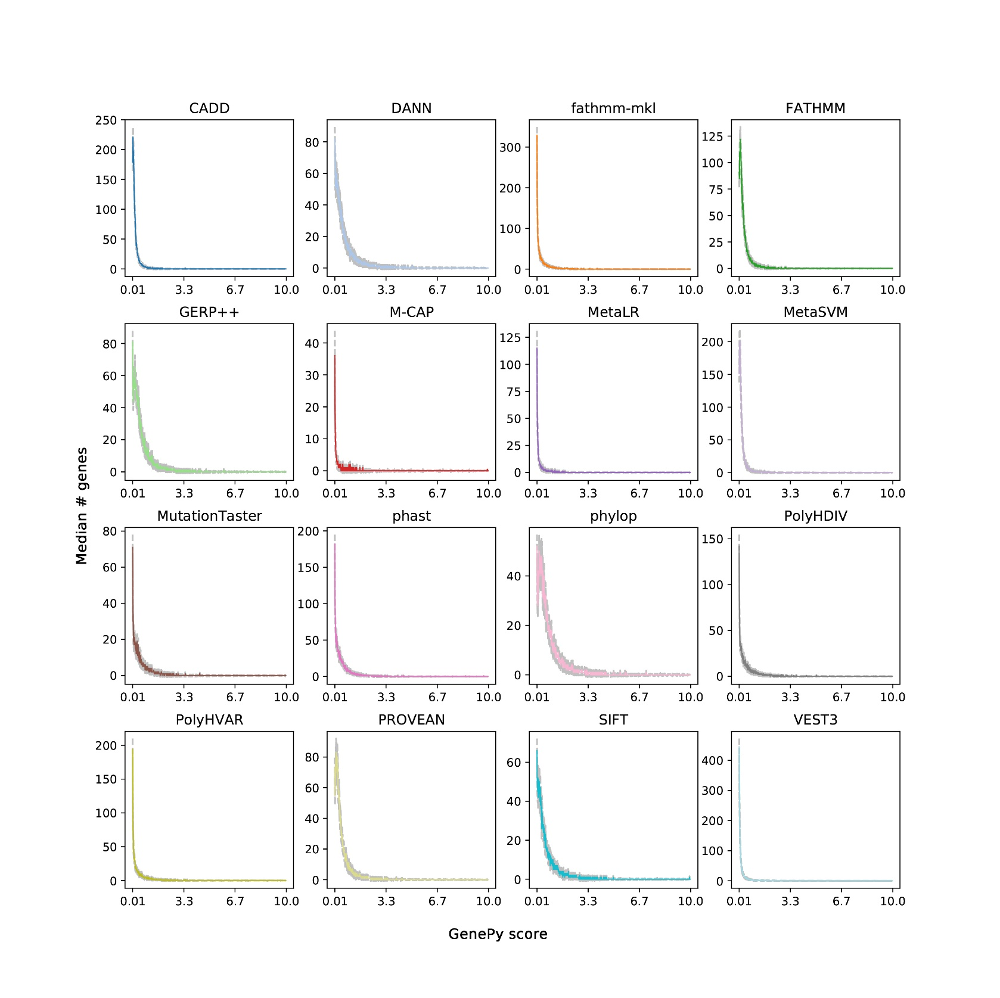 CADD DANN fathmm-mkl FATHMM
250 200 150 100 50 0
80 60 40 20 0
300 200 100 0
125 100 75 50 25 0
0.01 3.3 6.7 10.0 0.01 3.3 6.7 10.0 0.01 3.3 6.7 10.0 0.01 3.3 6.7 10.0
GERP++ M-CAP MetaLR MetaSVM
80 60 40 20 0
40 30 20 10 0
125 100 75 50 25 0
200 150 100 50 0
0.01 3.3 6.7 10.0 0.01 3.3 6.7 10.0 0.01 3.3 6.7 10.0 0.01 3.3 6.7 10.0
Median # genes
MutationTaster phast phylop PolyHDIV
80 60 40 20 0
200 150 100 50 0
40 20 0
150 100 50 0
0.01 3.3 6.7 10.0 0.01 3.3 6.7 10.0 0.01 3.3 6.7 10.0 0.01 3.3 6.7 10.0
PolyHVAR PROVEAN SIFT VEST3
200 150 100 50 0
80 60 40 20 0
60 40 20 0
400 300 200 100 0
0.01 3.3 6.7 10.0 0.01 3.3 6.7 10.0 0.01 3.3 6.7 10.0 0.01 3.3 6.7 10.0
GenePy score